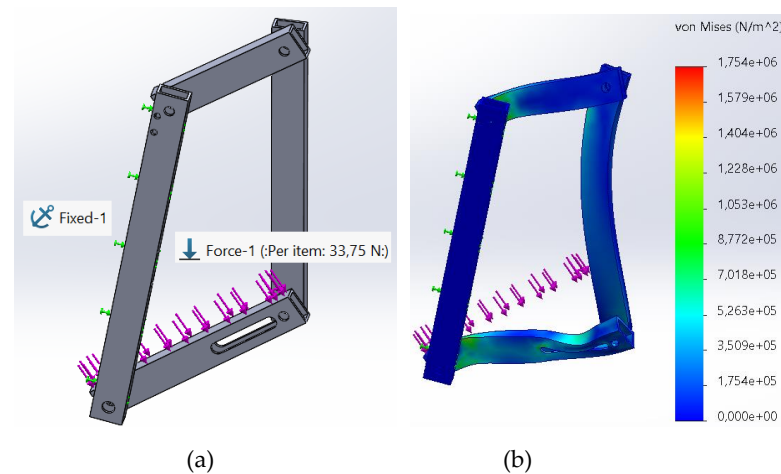 Fixed-1
Force-1 (:Per item: 33,75 N:)
von Mises (N/m^2)
1,754e+06
1,579e+06
1,404e+06
1,228e+06
1,053e+06
8,772e+05
7,018e+05
5,263e+05
3,509e+05
1,754e+05
0,000e+00
(a)
(b)